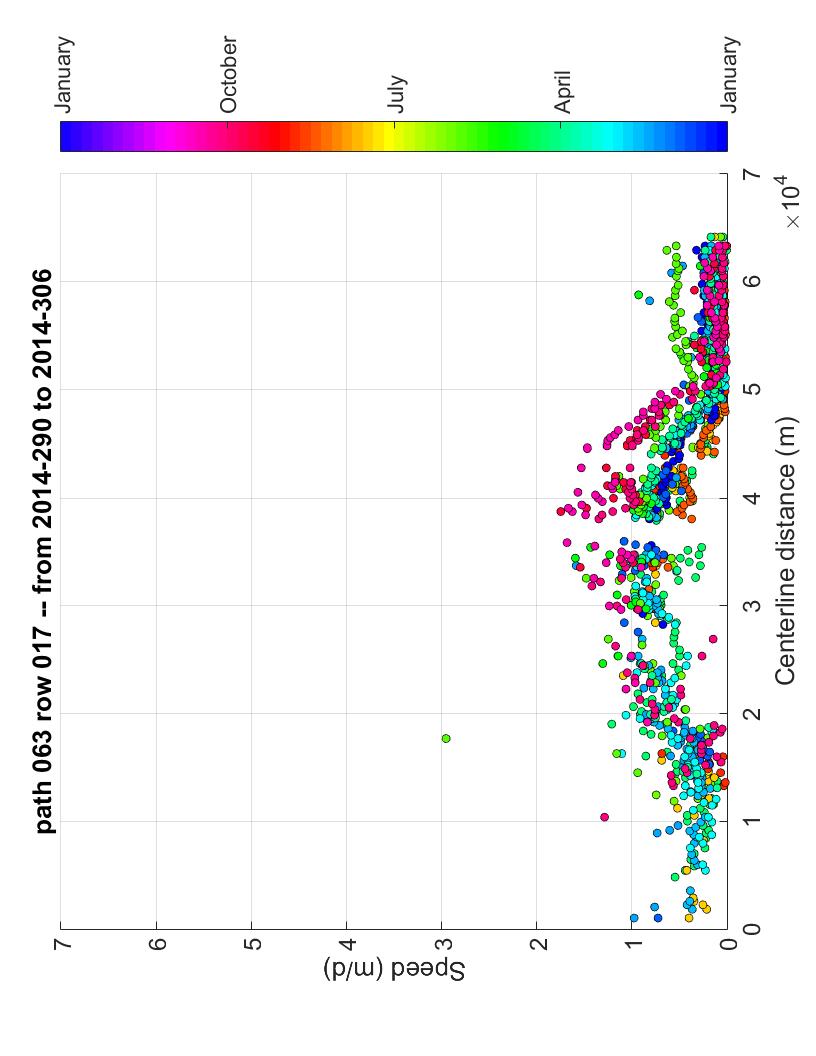 path 063 row 017 -- from 2014-290 to 2014-306
7
6
5
4
3
2
1
0
Speed (m/d)
0
1
2
3
4
5
6
7
×10⁴
Centerline distance (m)
January
October
July
April
January